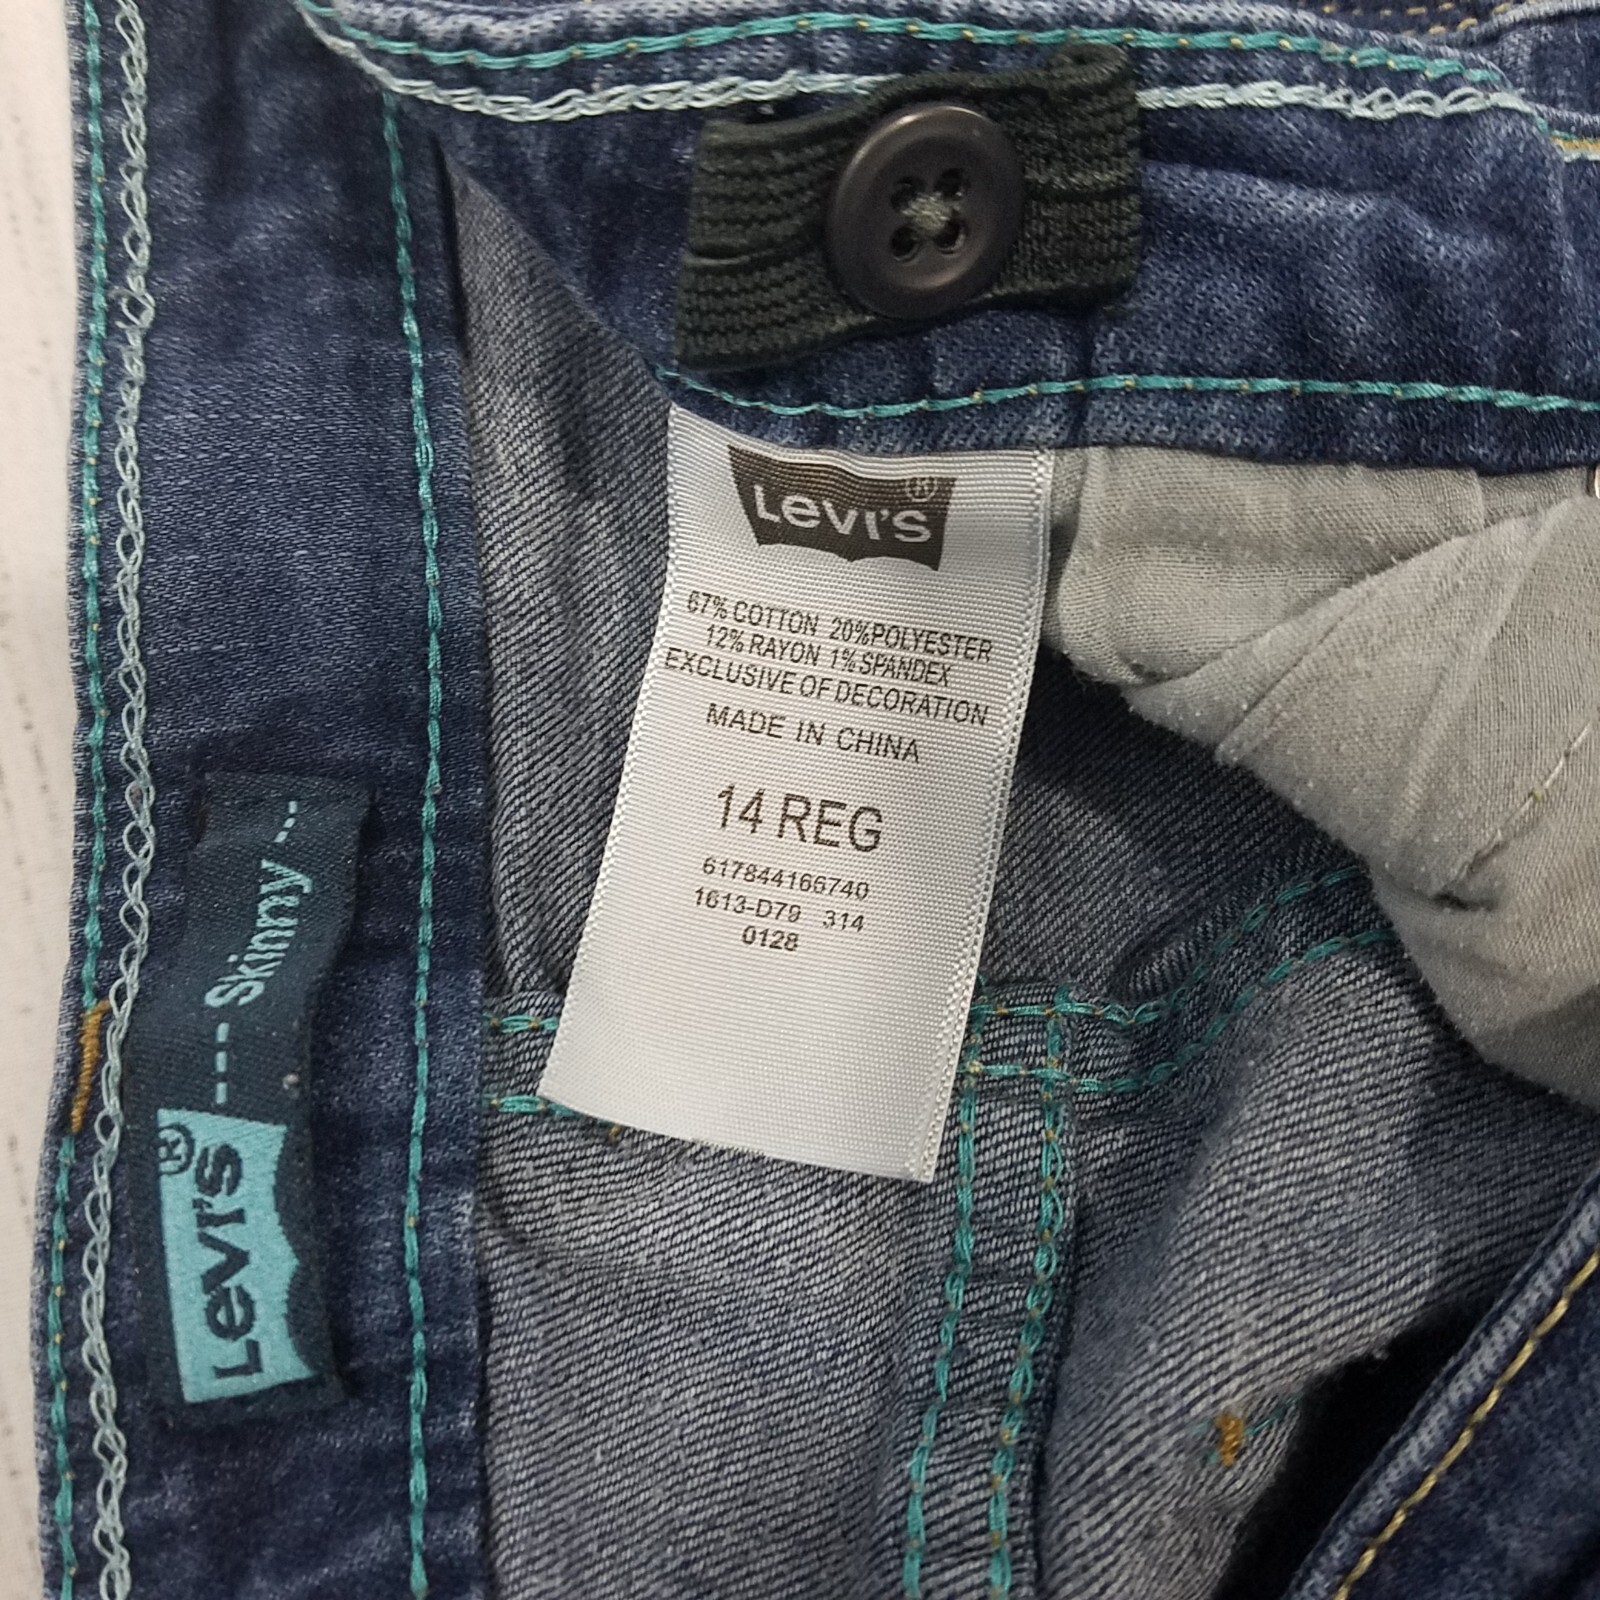 Levi's®
67% COTTON 20%POLYESTER
12% RAYON 1% SPANDEX
EXCLUSIVE OF DECORATION
MADE IN CHINA
14 REG
617844166740
1613-D79 314
0128
Levi's® --- Skinny ---